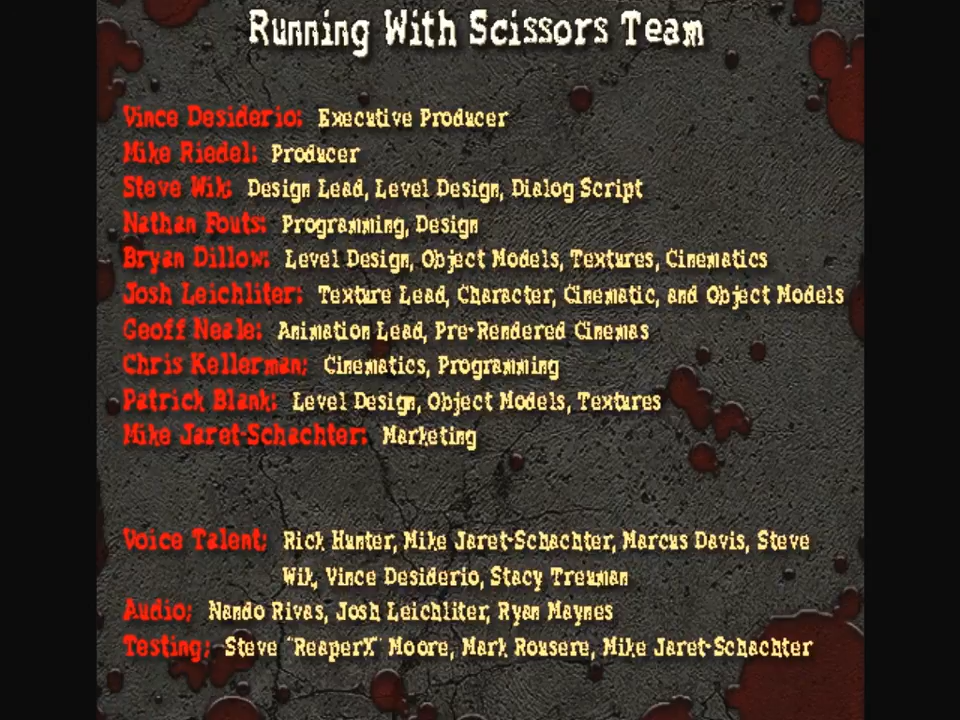 Running With Scissors Team
Vince Desiderio: Executive Producer
Mike Riedel: Producer
Steve Wik: Design Lead, Level Design, Dialog Script
Nathan Fouts: Programming, Design
Bryan Dillow: Level Design, Object Models, Textures, Cinematics
Josh Leichliter: Texture Lead, Character, Cinematic, and Object Models
Geoff Neale: Animation Lead, Pre-Rendered Cinemas
Chris Kellerman: Cinematics, Programming
Patrick Blank: Level Design, Object Models, Textures
Mike Jaret-Schachter: Marketing
Voice Talent: Rick Hunter, Mike Jaret-Schachter, Marcus Davis, Steve
Wik, Vince Desiderio, Stacy Treuman
Audio: Nando Rivas, Josh Leichliter, Ryan Maynes
Testing: Steve "ReaperX" Moore, Mark Rousere, Mike Jaret-Schachter